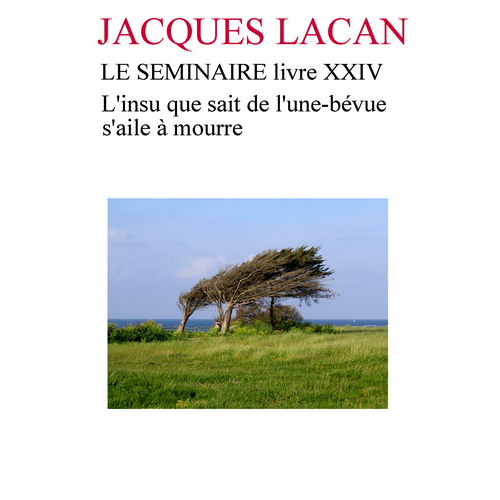 JACQUES LACAN
LE SEMINAIRE livre XXIV
L'insu que sait de l'une-bévue
s'aile à mourre